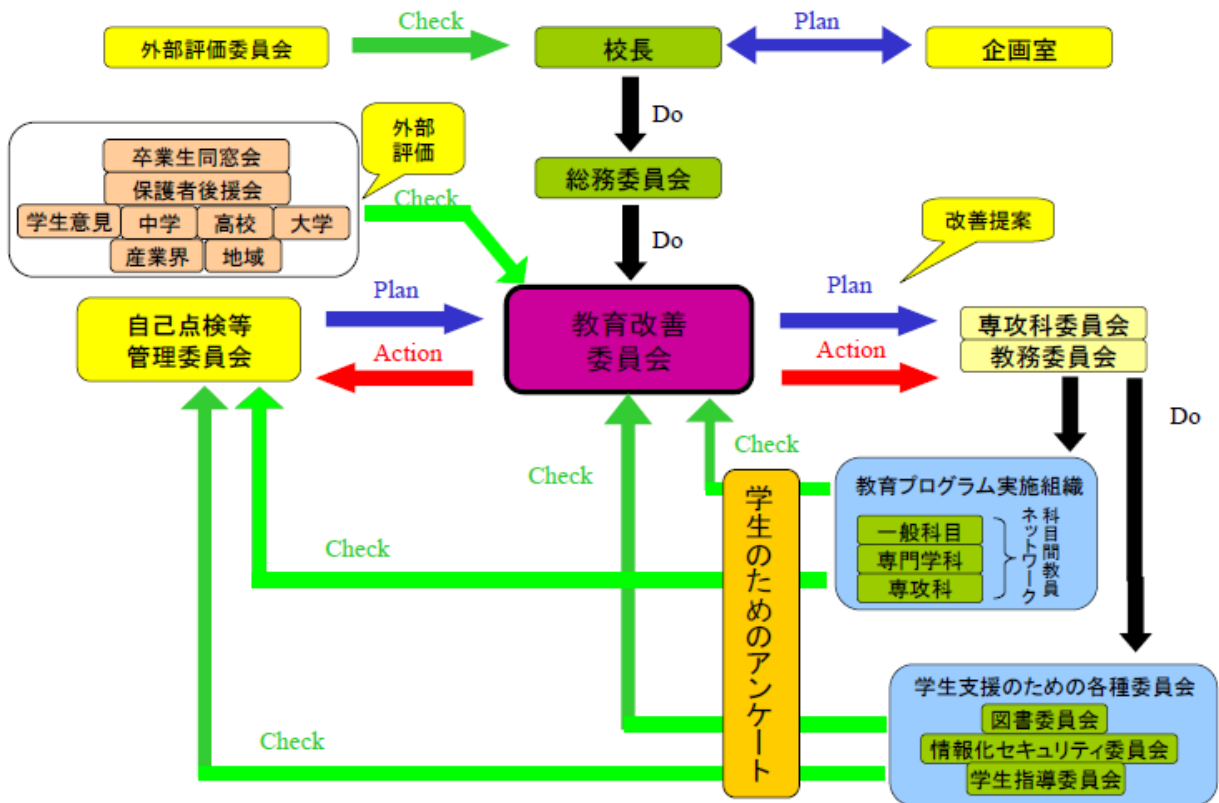 Check
Plan
外部評価委員会
校長
企画室
Do
外部
評価
卒業生同窓会
保護者後援会
学生意見
中学
高校
大学
産業界
地域
Check
総務委員会
Do
改善提案
Plan
Plan
自己点検等
管理委員会
教育改善
委員会
専攻科委員会
教務委員会
Action
Action
Do
Check
Check
学生のためのアンケート
教育プログラム実施組織
一般科目
専門学科
専攻科
科目間教員
ネットワーク
Check
学生支援のための各種委員会
図書委員会
情報化セキュリティ委員会
学生指導委員会
Check